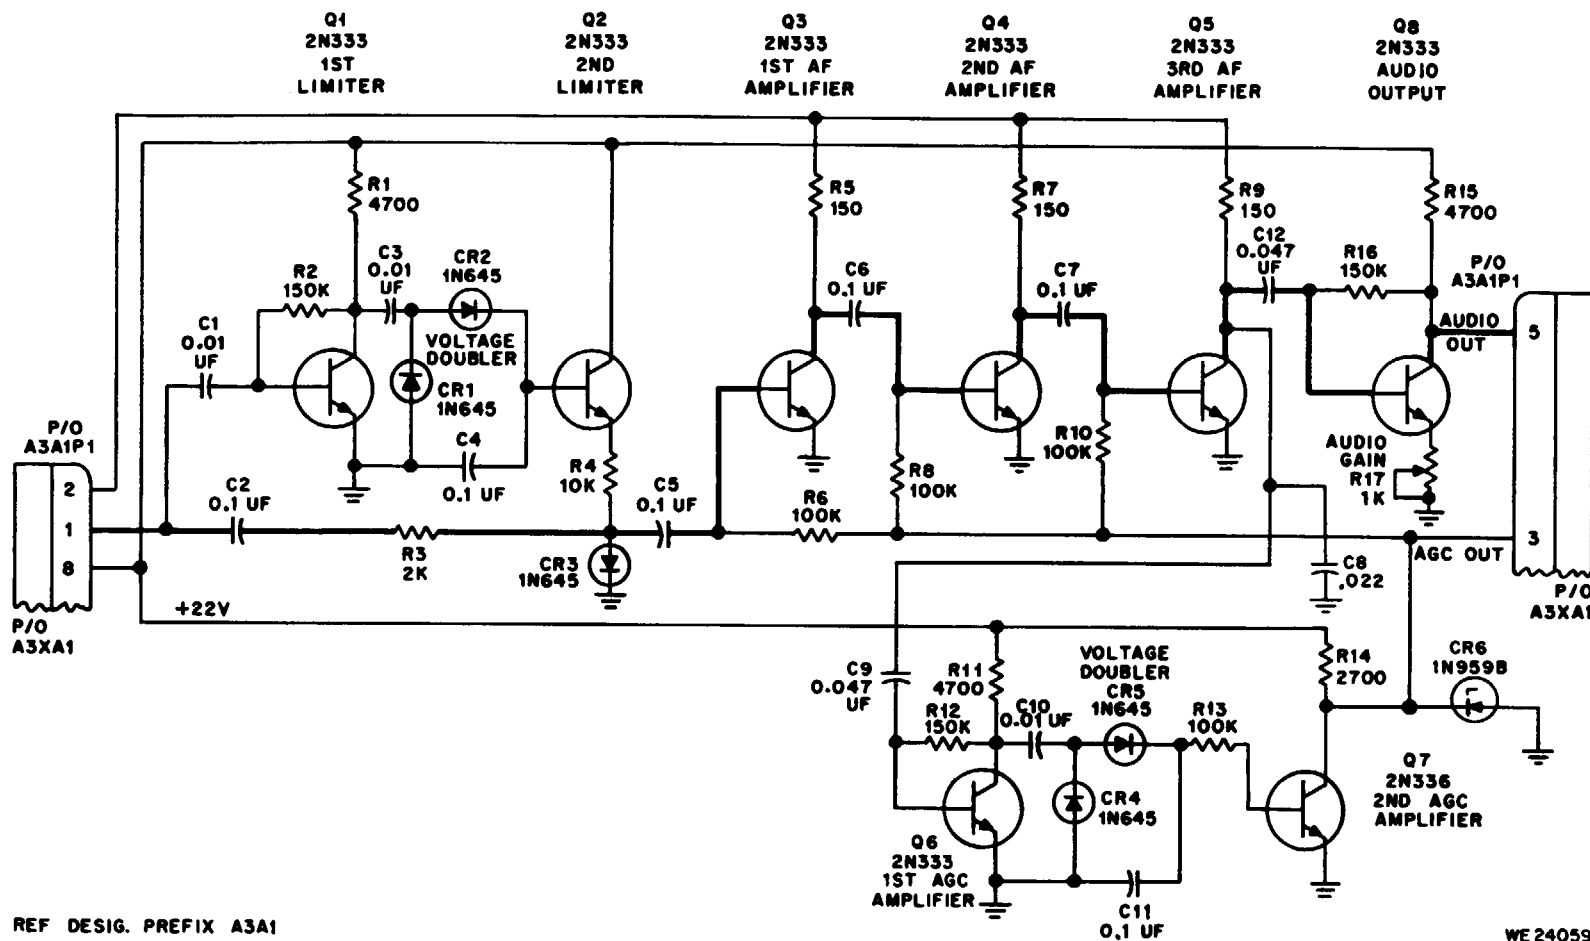 Q1
2N333
1ST
LIMITER
Q2
2N333
2ND
LIMITER
Q3
2N333
1ST AF
AMPLIFIER
Q4
2N333
2ND AF
AMPLIFIER
Q5
2N333
3RD AF
AMPLIFIER
Q8
2N333
AUDIO
OUTPUT
R1
4700
R5
150
R7
150
R9
150
R15
4700
R2
150K
C3
0.01
UF
CR2
1N645
C6
0.1 UF
C7
0.1 UF
C12
0.047
UF
R16
150K
P/O
A3A1P1
C1
0.01
UF
VOLTAGE
DOUBLER
CR1
1N645
AUDIO
OUT
5
P/O
A3A1P1
C4
0.1 UF
R4
10K
R8
100K
R10
100K
AUDIO
GAIN
R17
1K
2
1
8
C2
0.1 UF
R3
2K
C5
0.1 UF
R6
100K
CR3
1N645
AGC OUT
3
C8
.022
P/O
A3XA1
+22V
P/O
A3XA1
C9
0.047
UF
R11
4700
R12
150K
C10
0.01 UF
VOLTAGE
DOUBLER
CR5
1N645
R13
100K
R14
2700
CR6
1N959B
CR4
1N645
Q7
2N336
2ND AGC
AMPLIFIER
Q6
2N333
1ST AGC
AMPLIFIER
C11
0.1 UF
REF DESIG. PREFIX A3A1
WE 24059